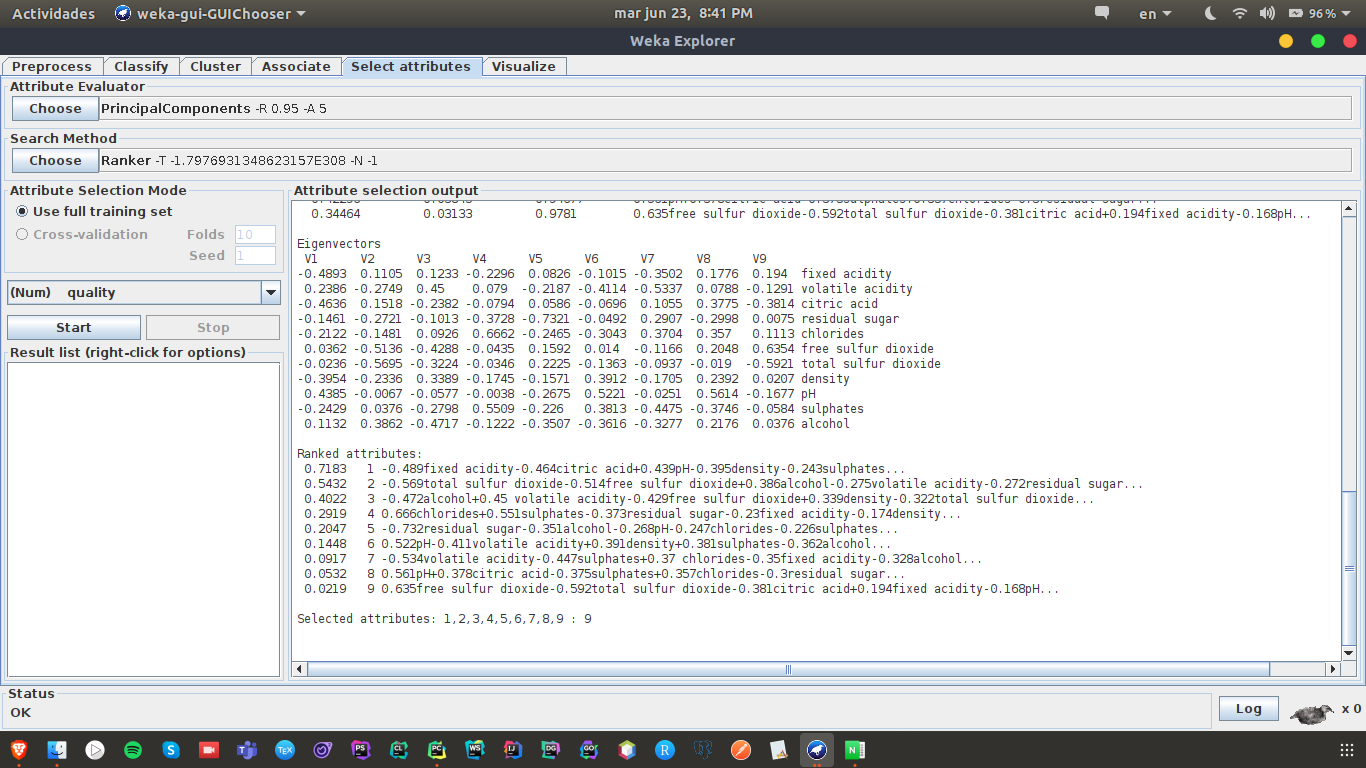 Actividades weka-gui-GUIChooser mar jun 23, 8:41 PM en 96%
Weka Explorer
Preprocess Classify Cluster Associate Select attributes Visualize
Attribute Evaluator
Choose PrincipalComponents -R 0.95 -A 5
Search Method
Choose Ranker -T -1.7976931348623157E308 -N -1
Attribute Selection Mode
Use full training set
Cross-validation Folds 10
Seed 1
(Num) quality
Start Stop
Result list (right-click for options)
Attribute selection output
0.34464 0.03133 0.9781 0.635free sulfur dioxide-0.592total sulfur dioxide-0.381citric acid+0.194fixed acidity-0.168pH...
Eigenvectors
V1 V2 V3 V4 V5 V6 V7 V8 V9
-0.4893 0.1105 0.1233 -0.2296 0.0826 -0.1015 -0.3502 0.1776 0.194 fixed acidity
0.2386 -0.2749 0.45 0.079 -0.2187 -0.4114 -0.5337 0.0788 -0.1291 volatile acidity
-0.4636 0.1518 -0.2382 -0.0794 0.0586 -0.0696 0.1055 0.3775 -0.3814 citric acid
-0.1461 -0.2721 -0.1013 -0.3728 -0.7321 -0.0492 0.2907 -0.2998 0.0075 residual sugar
-0.2122 -0.1481 0.0926 0.6662 -0.2465 -0.3043 0.3704 0.357 0.1113 chlorides
0.0362 -0.5136 -0.4288 -0.0435 0.1592 0.014 -0.1166 0.2048 0.6354 free sulfur dioxide
-0.0236 -0.5695 -0.3224 -0.0346 0.2225 -0.1363 -0.0937 -0.019 -0.5921 total sulfur dioxide
-0.3954 -0.2336 0.3389 -0.1745 -0.1571 0.3912 -0.1705 0.2392 0.0207 density
0.4385 -0.0067 -0.0577 -0.0038 -0.2675 0.5221 -0.0251 0.5614 -0.1677 pH
-0.2429 0.0376 -0.2798 0.5509 -0.226 0.3813 -0.4475 -0.3746 -0.0584 sulphates
0.1132 0.3862 -0.4717 -0.1222 -0.3507 -0.3616 -0.3277 0.2176 0.0376 alcohol
Ranked attributes:
0.7183 1 -0.489fixed acidity-0.464citric acid+0.439pH-0.395density-0.243sulphates...
0.5432 2 -0.569total sulfur dioxide-0.514free sulfur dioxide+0.386alcohol-0.275volatile acidity-0.272residual sugar...
0.4022 3 -0.472alcohol+0.45 volatile acidity-0.429free sulfur dioxide+0.339density-0.322total sulfur dioxide...
0.2919 4 0.666chlorides+0.551sulphates-0.373residual sugar-0.23fixed acidity-0.174density...
0.2047 5 -0.732residual sugar-0.351alcohol-0.268pH-0.247chlorides-0.226sulphates...
0.1448 6 0.522pH-0.411volatile acidity+0.391density+0.381sulphates-0.362alcohol...
0.0917 7 -0.534volatile acidity-0.447sulphates+0.37 chlorides-0.35fixed acidity-0.328alcohol...
0.0532 8 0.561pH+0.378citric acid-0.375sulphates+0.357chlorides-0.3residual sugar...
0.0219 9 0.635free sulfur dioxide-0.592total sulfur dioxide-0.381citric acid+0.194fixed acidity-0.168pH...
Selected attributes: 1,2,3,4,5,6,7,8,9 : 9
Status
OK
Log x 0